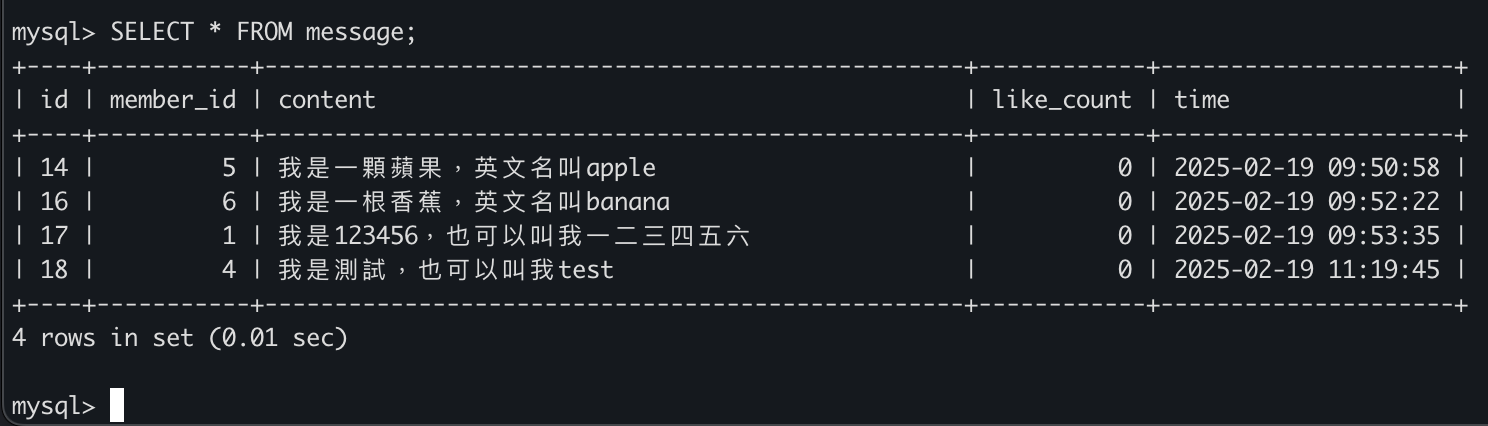 mysql> SELECT * FROM message;
+----+-----------+--------------------------------------------------+------------+---------------------+
| id | member_id | content                                          | like_count | time                |
+----+-----------+--------------------------------------------------+------------+---------------------+
| 14 |         5 | 我是一顆蘋果，英文名叫apple                      |          0 | 2025-02-19 09:50:58 |
| 16 |         6 | 我是一根香蕉，英文名叫banana                     |          0 | 2025-02-19 09:52:22 |
| 17 |         1 | 我是123456，也可以叫我一二三四五六               |          0 | 2025-02-19 09:53:35 |
| 18 |         4 | 我是測試，也可以叫我test                         |          0 | 2025-02-19 11:19:45 |
+----+-----------+--------------------------------------------------+------------+---------------------+
4 rows in set (0.01 sec)
mysql>